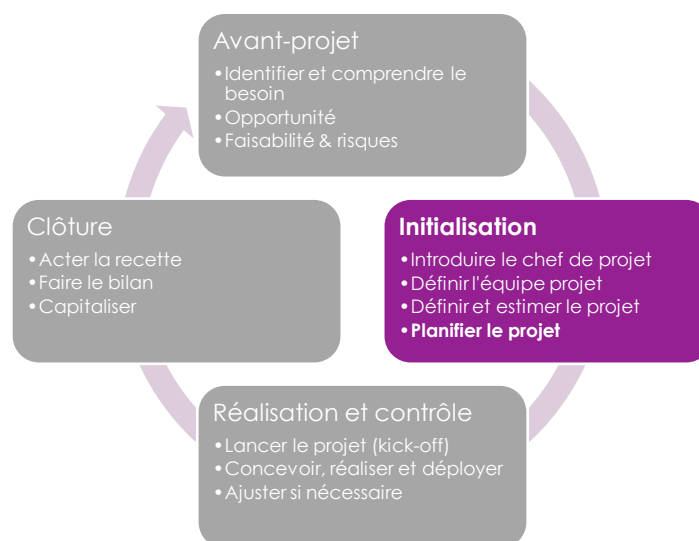 Avant-projet
•Identifier et comprendre le
besoin
•Opportunité
•Faisabilité & risques
Initialisation
•Introduire le chef de projet
•Définir l'équipe projet
•Définir et estimer le projet
•Planifier le projet
Réalisation et contrôle
•Lancer le projet (kick-off)
•Concevoir, réaliser et déployer
•Ajuster si nécessaire
Clôture
•Acter la recette
•Faire le bilan
•Capitaliser